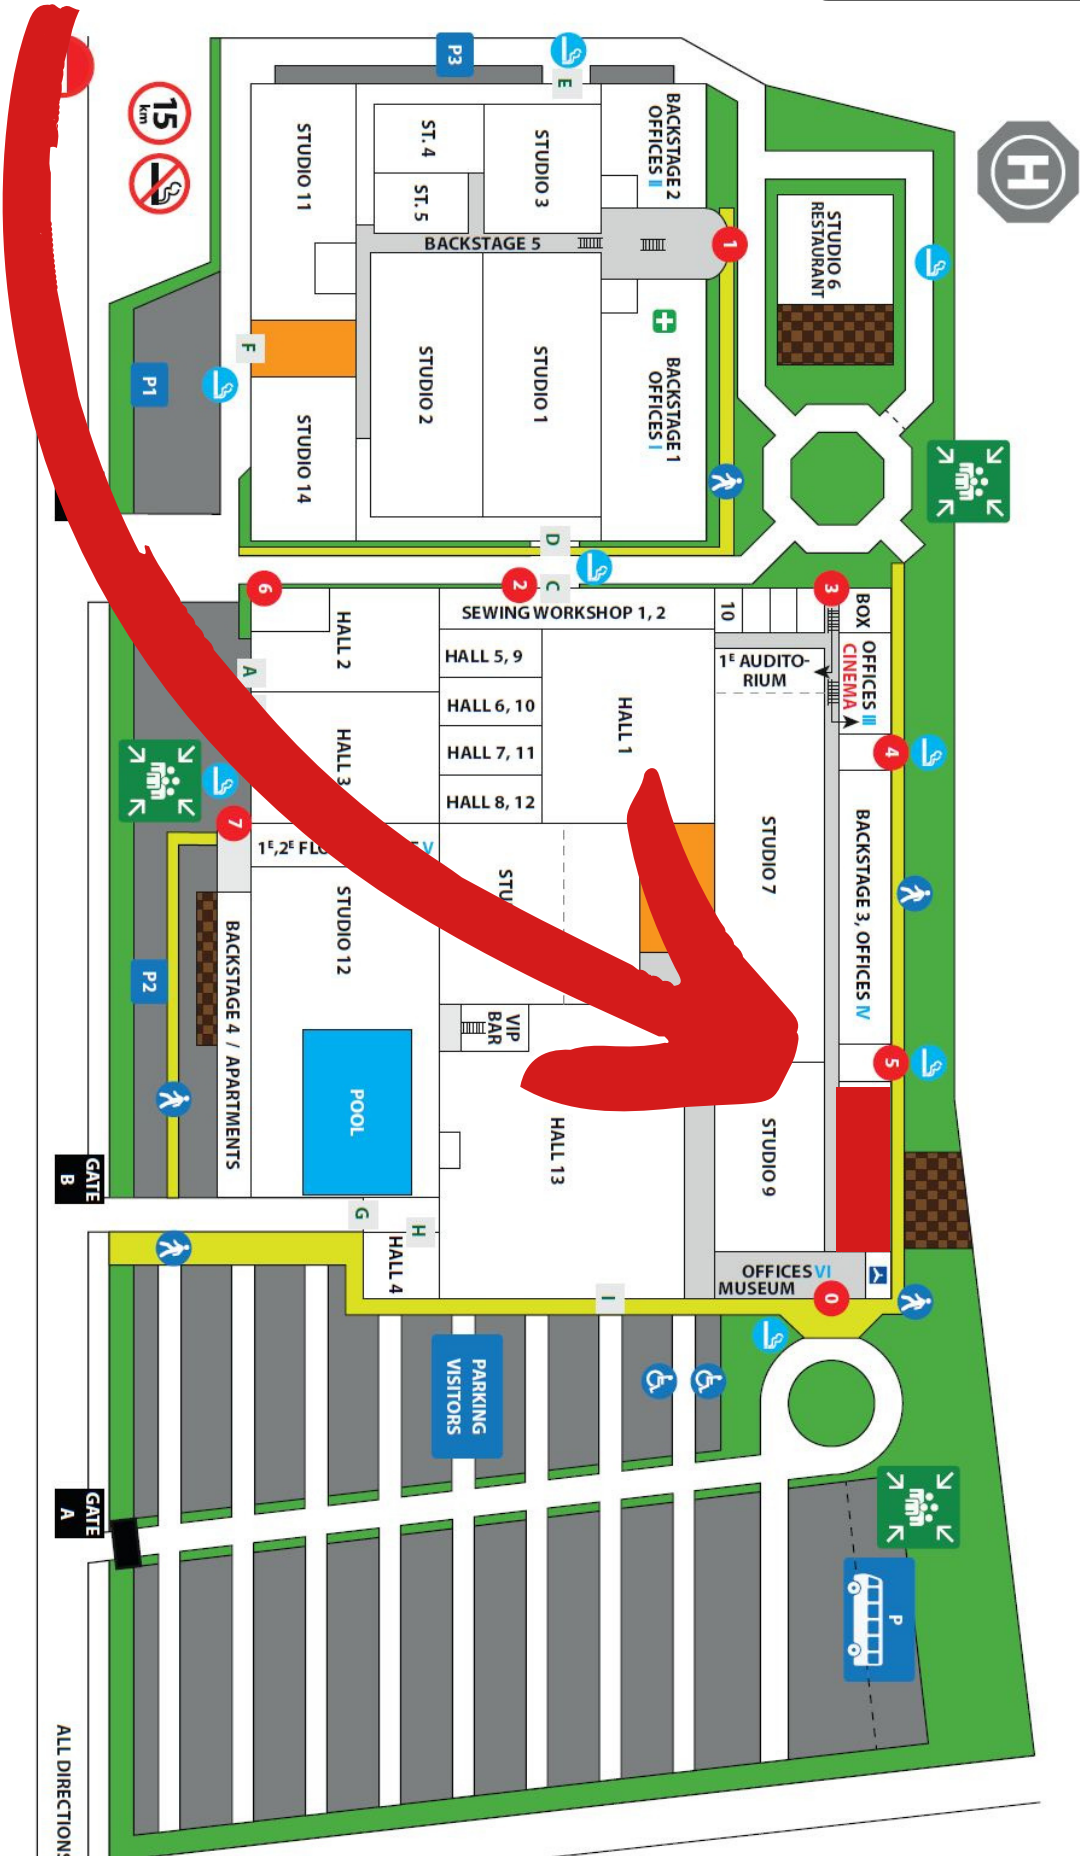 P3
E
15
km
STUDIO 11
ST. 4
ST. 5
STUDIO 3
BACKSTAGE 2
OFFICES II
BACKSTAGE 5
1
STUDIO 6
RESTAURANT
H
F
P1
STUDIO 2
STUDIO 1
BACKSTAGE 1
OFFICES I
STUDIO 14
D
C
6
2
3
SEWING WORKSHOP 1, 2
10
BOX
HALL 2
A
HALL 5, 9
HALL 6, 10
HALL 7, 11
HALL 8, 12
HALL 1
1E AUDITO-
RIUM
OFFICES III
CINEMA
4
HALL 3
7
1E,2E
V
STUDIO 7
BACKSTAGE 3, OFFICES IV
STUDIO 12
P2
BACKSTAGE 4 / APARTMENTS
VIP
BAR
POOL
5
HALL 13
STUDIO 9
GATE
B
G
H
HALL 4
I
OFFICES VI
MUSEUM
0
PARKING
VISITORS
GATE
A
P
ALL DIRECTIONS